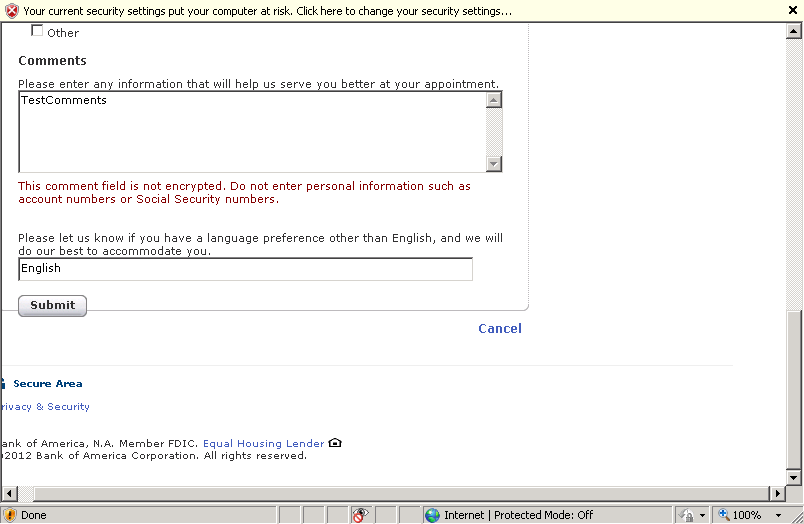 Your current security settings put your computer at risk. Click here to change your security settings...
Other
Comments
Please enter any information that will help us serve you better at your appointment.
TestComments
This comment field is not encrypted. Do not enter personal information such as
account numbers or Social Security numbers.
Please let us know if you have a language preference other than English, and we will
do our best to accommodate you.
English
Submit
Cancel
Secure Area
rivacy & Security
ank of America, N.A. Member FDIC. Equal Housing Lender
2012 Bank of America Corporation. All rights reserved.
Done
Internet | Protected Mode: Off
100%